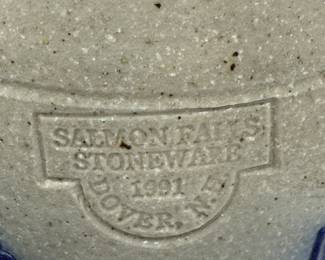 SALMON FALLS
STONEWARE
1991
DOVER, N.H.